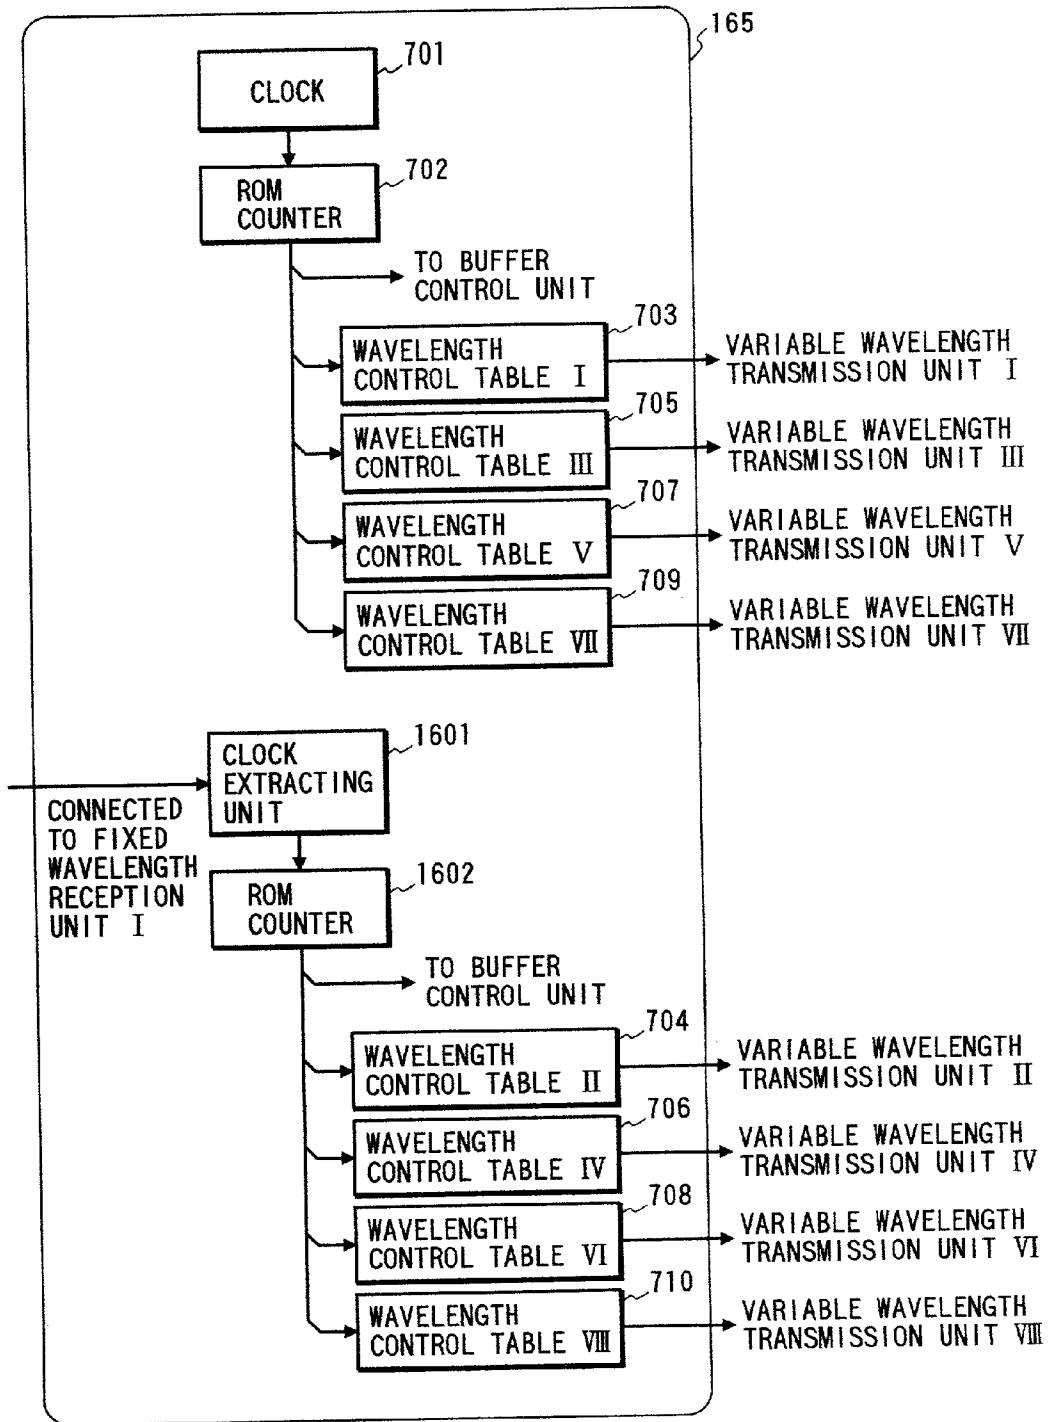 165
701
CLOCK
702
ROM
COUNTER
TO BUFFER
CONTROL UNIT
703
WAVELENGTH
CONTROL TABLE I
VARIABLE WAVELENGTH
TRANSMISSION UNIT I
705
WAVELENGTH
CONTROL TABLE III
VARIABLE WAVELENGTH
TRANSMISSION UNIT III
707
WAVELENGTH
CONTROL TABLE V
VARIABLE WAVELENGTH
TRANSMISSION UNIT V
709
WAVELENGTH
CONTROL TABLE VII
VARIABLE WAVELENGTH
TRANSMISSION UNIT VII
1601
CLOCK
EXTRACTING
UNIT
CONNECTED
TO FIXED
WAVELENGTH
RECEPTION
UNIT I
1602
ROM
COUNTER
TO BUFFER
CONTROL UNIT
704
WAVELENGTH
CONTROL TABLE II
VARIABLE WAVELENGTH
TRANSMISSION UNIT II
706
WAVELENGTH
CONTROL TABLE IV
VARIABLE WAVELENGTH
TRANSMISSION UNIT IV
708
WAVELENGTH
CONTROL TABLE VI
VARIABLE WAVELENGTH
TRANSMISSION UNIT VI
710
WAVELENGTH
CONTROL TABLE VIII
VARIABLE WAVELENGTH
TRANSMISSION UNIT VIII